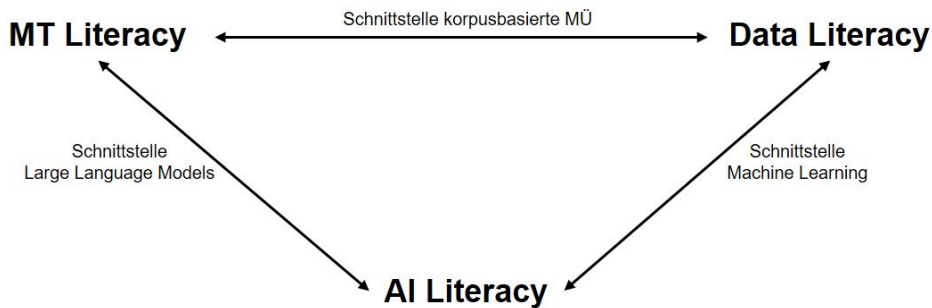 Schnittstelle korpusbasierte MÜ
MT Literacy
Data Literacy
Schnittstelle
Large Language Models
Schnittstelle
Machine Learning
AI Literacy